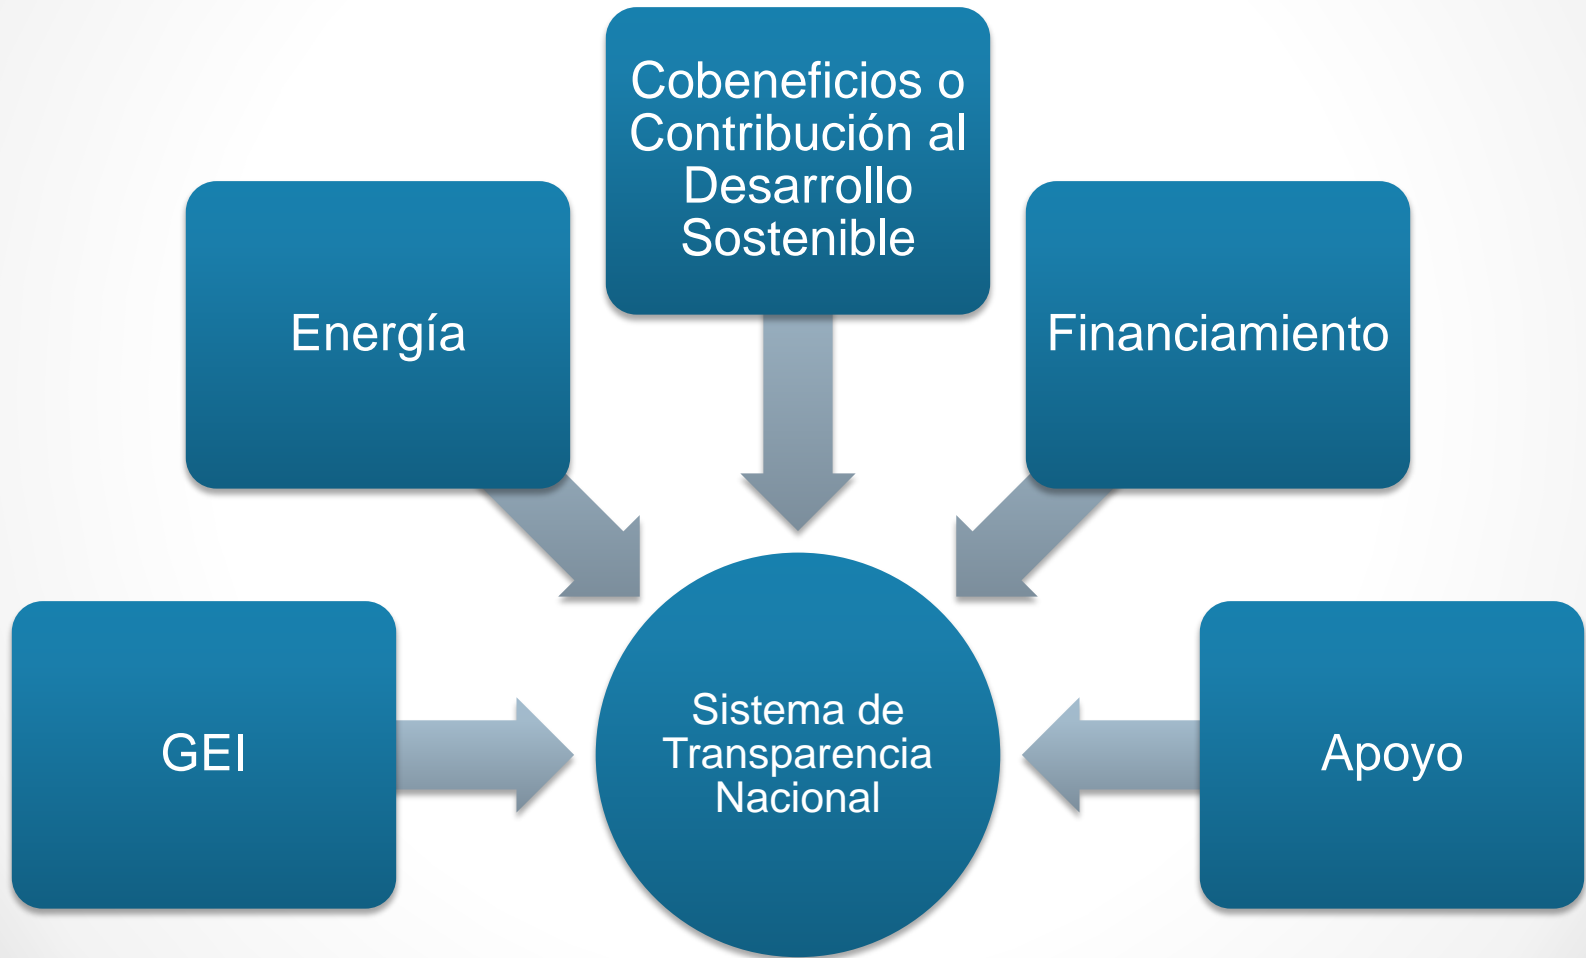 Cobeneficios o
Contribución al
Desarrollo
Sostenible
Energía
Financiamiento
GEI
Sistema de
Transparencia
Nacional
Apoyo